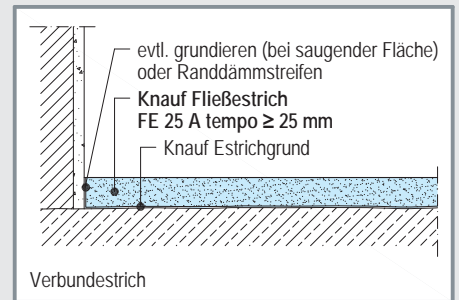 evtl. grundieren (bei saugender Fläche)
oder Randdämmstreifen
Knauf Fließestrich
FE 25 A tempo ≥ 25 mm
Knauf Estrichgrund
Verbundestrich